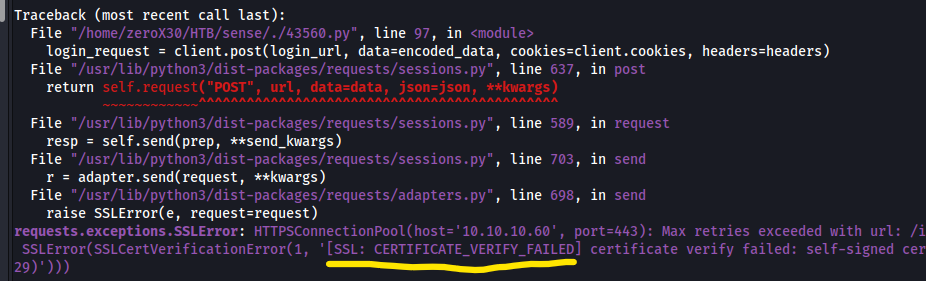 Traceback (most recent call last):
File "/home/zeroX30/HTB/sense/./43560.py", line 97, in <module>
login_request = client.post(login_url, data=encoded_data, cookies=client.cookies, headers=headers)
File "/usr/lib/python3/dist-packages/requests/sessions.py", line 637, in post
return self.request("POST", url, data=data, json=json, **kwargs)
~~~~~~~~~~~~^^^^^^^^^^^^^^^^^^^^^^^^^^^^^^^^^^^^^^^^^^^^
File "/usr/lib/python3/dist-packages/requests/sessions.py", line 589, in request
resp = self.send(prep, **send_kwargs)
File "/usr/lib/python3/dist-packages/requests/sessions.py", line 703, in send
r = adapter.send(request, **kwargs)
File "/usr/lib/python3/dist-packages/requests/adapters.py", line 698, in send
raise SSLError(e, request=request)
requests.exceptions.SSLError: HTTPSConnectionPool(host='10.10.10.60', port=443): Max retries exceeded with url: /i
SSLError(SSLCertVerificationError(1, '[SSL: CERTIFICATE_VERIFY_FAILED] certificate verify failed: self-signed cer
29)')))